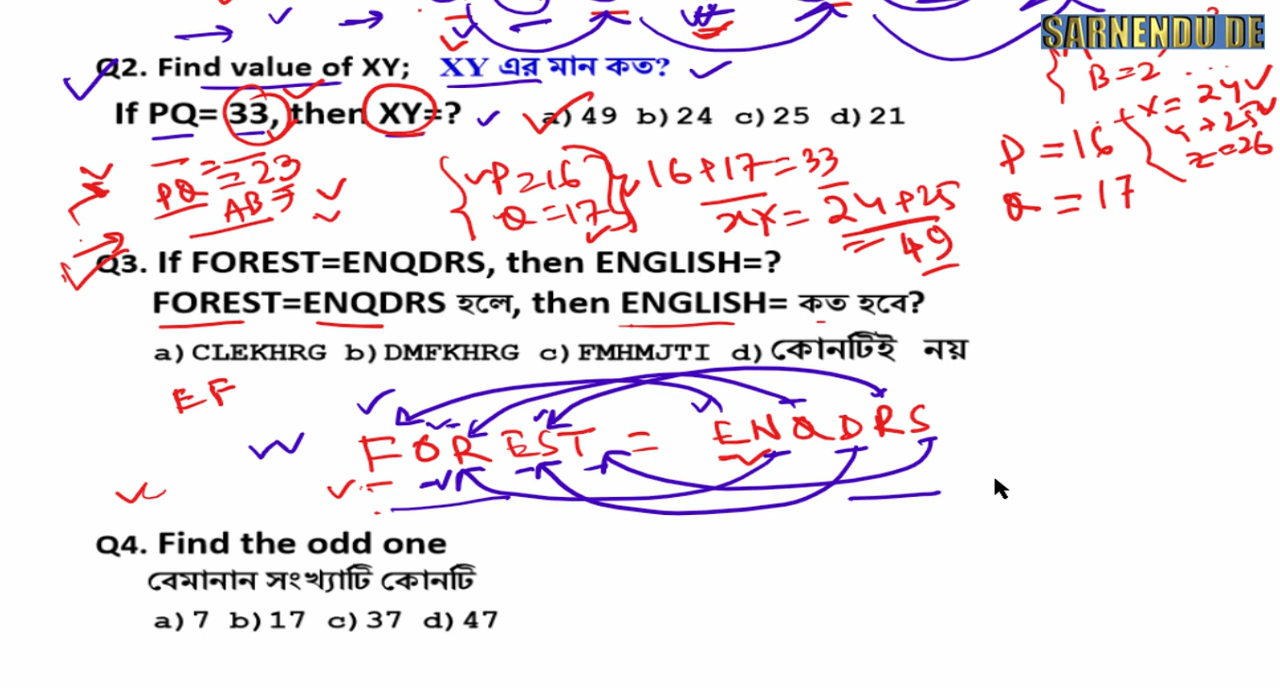 SARNENDU DE
Q2. Find value of XY; XY এর মান কত?
B=2 ...
If PQ= 33, then XY=? a) 49 b) 24 c) 25 d) 21
X= 24
Y→25
Z=26
P=16
Q=17
= 23
PQ =
AB=
P=16
Q=17
16+17=33
XY= 24+25
= 49
Q3. If FOREST=ENQDRS, then ENGLISH=?
FOREST=ENQDRS হলে, then ENGLISH= কত হবে?
a) CLEKHRG b) DMFKHRG c) FMHMJTI d) কোনটিই নয়
EF
FOREST = ENQDRS
Q4. Find the odd one
বেমানান সংখ্যাটি কোনটি
a) 7 b) 17 c) 37 d) 47